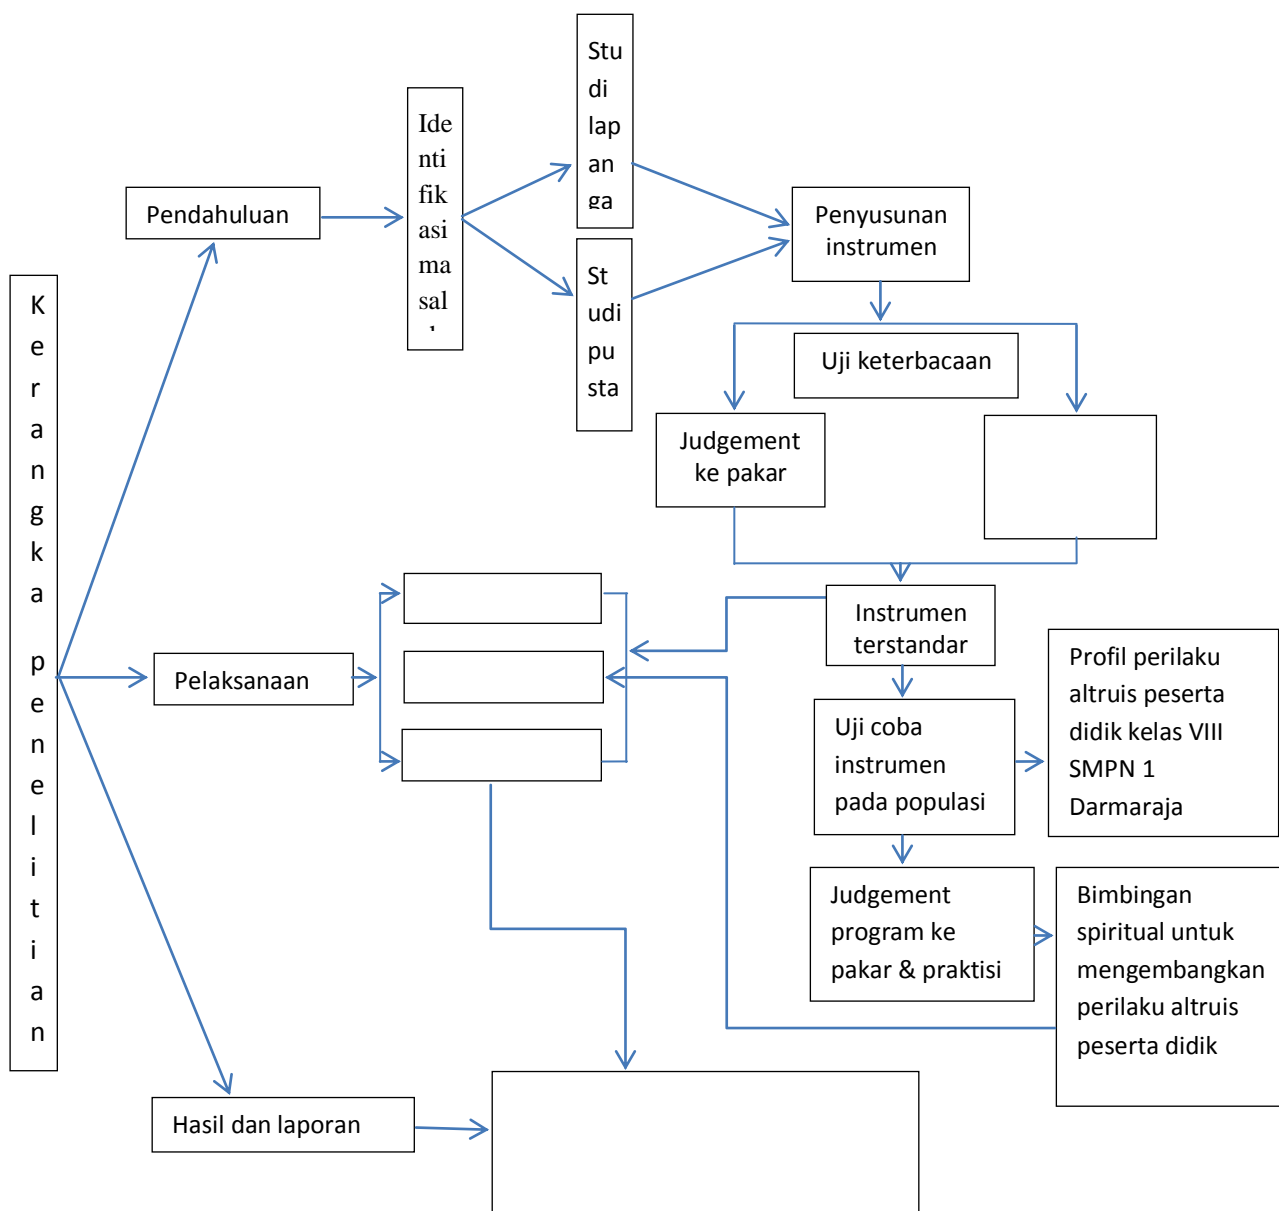 K
e
r
a
n
g
k
a
p
e
n
e
l
i
t
i
a
n
Pendahuluan
Ide
nti
fik
asi
ma
sal
Stu
di
lap
an
ga
St
udi
pu
sta
Penyusunan
instrumen
Uji keterbacaan
Judgement
ke pakar
Instrumen
terstandar
Pelaksanaan
Uji coba
instrumen
pada populasi
Profil perilaku
altruis peserta
didik kelas VIII
SMPN 1
Darmaraja
Judgement
program ke
pakar & praktisi
Bimbingan
spiritual untuk
mengembangkan
perilaku altruis
peserta didik
Hasil dan laporan